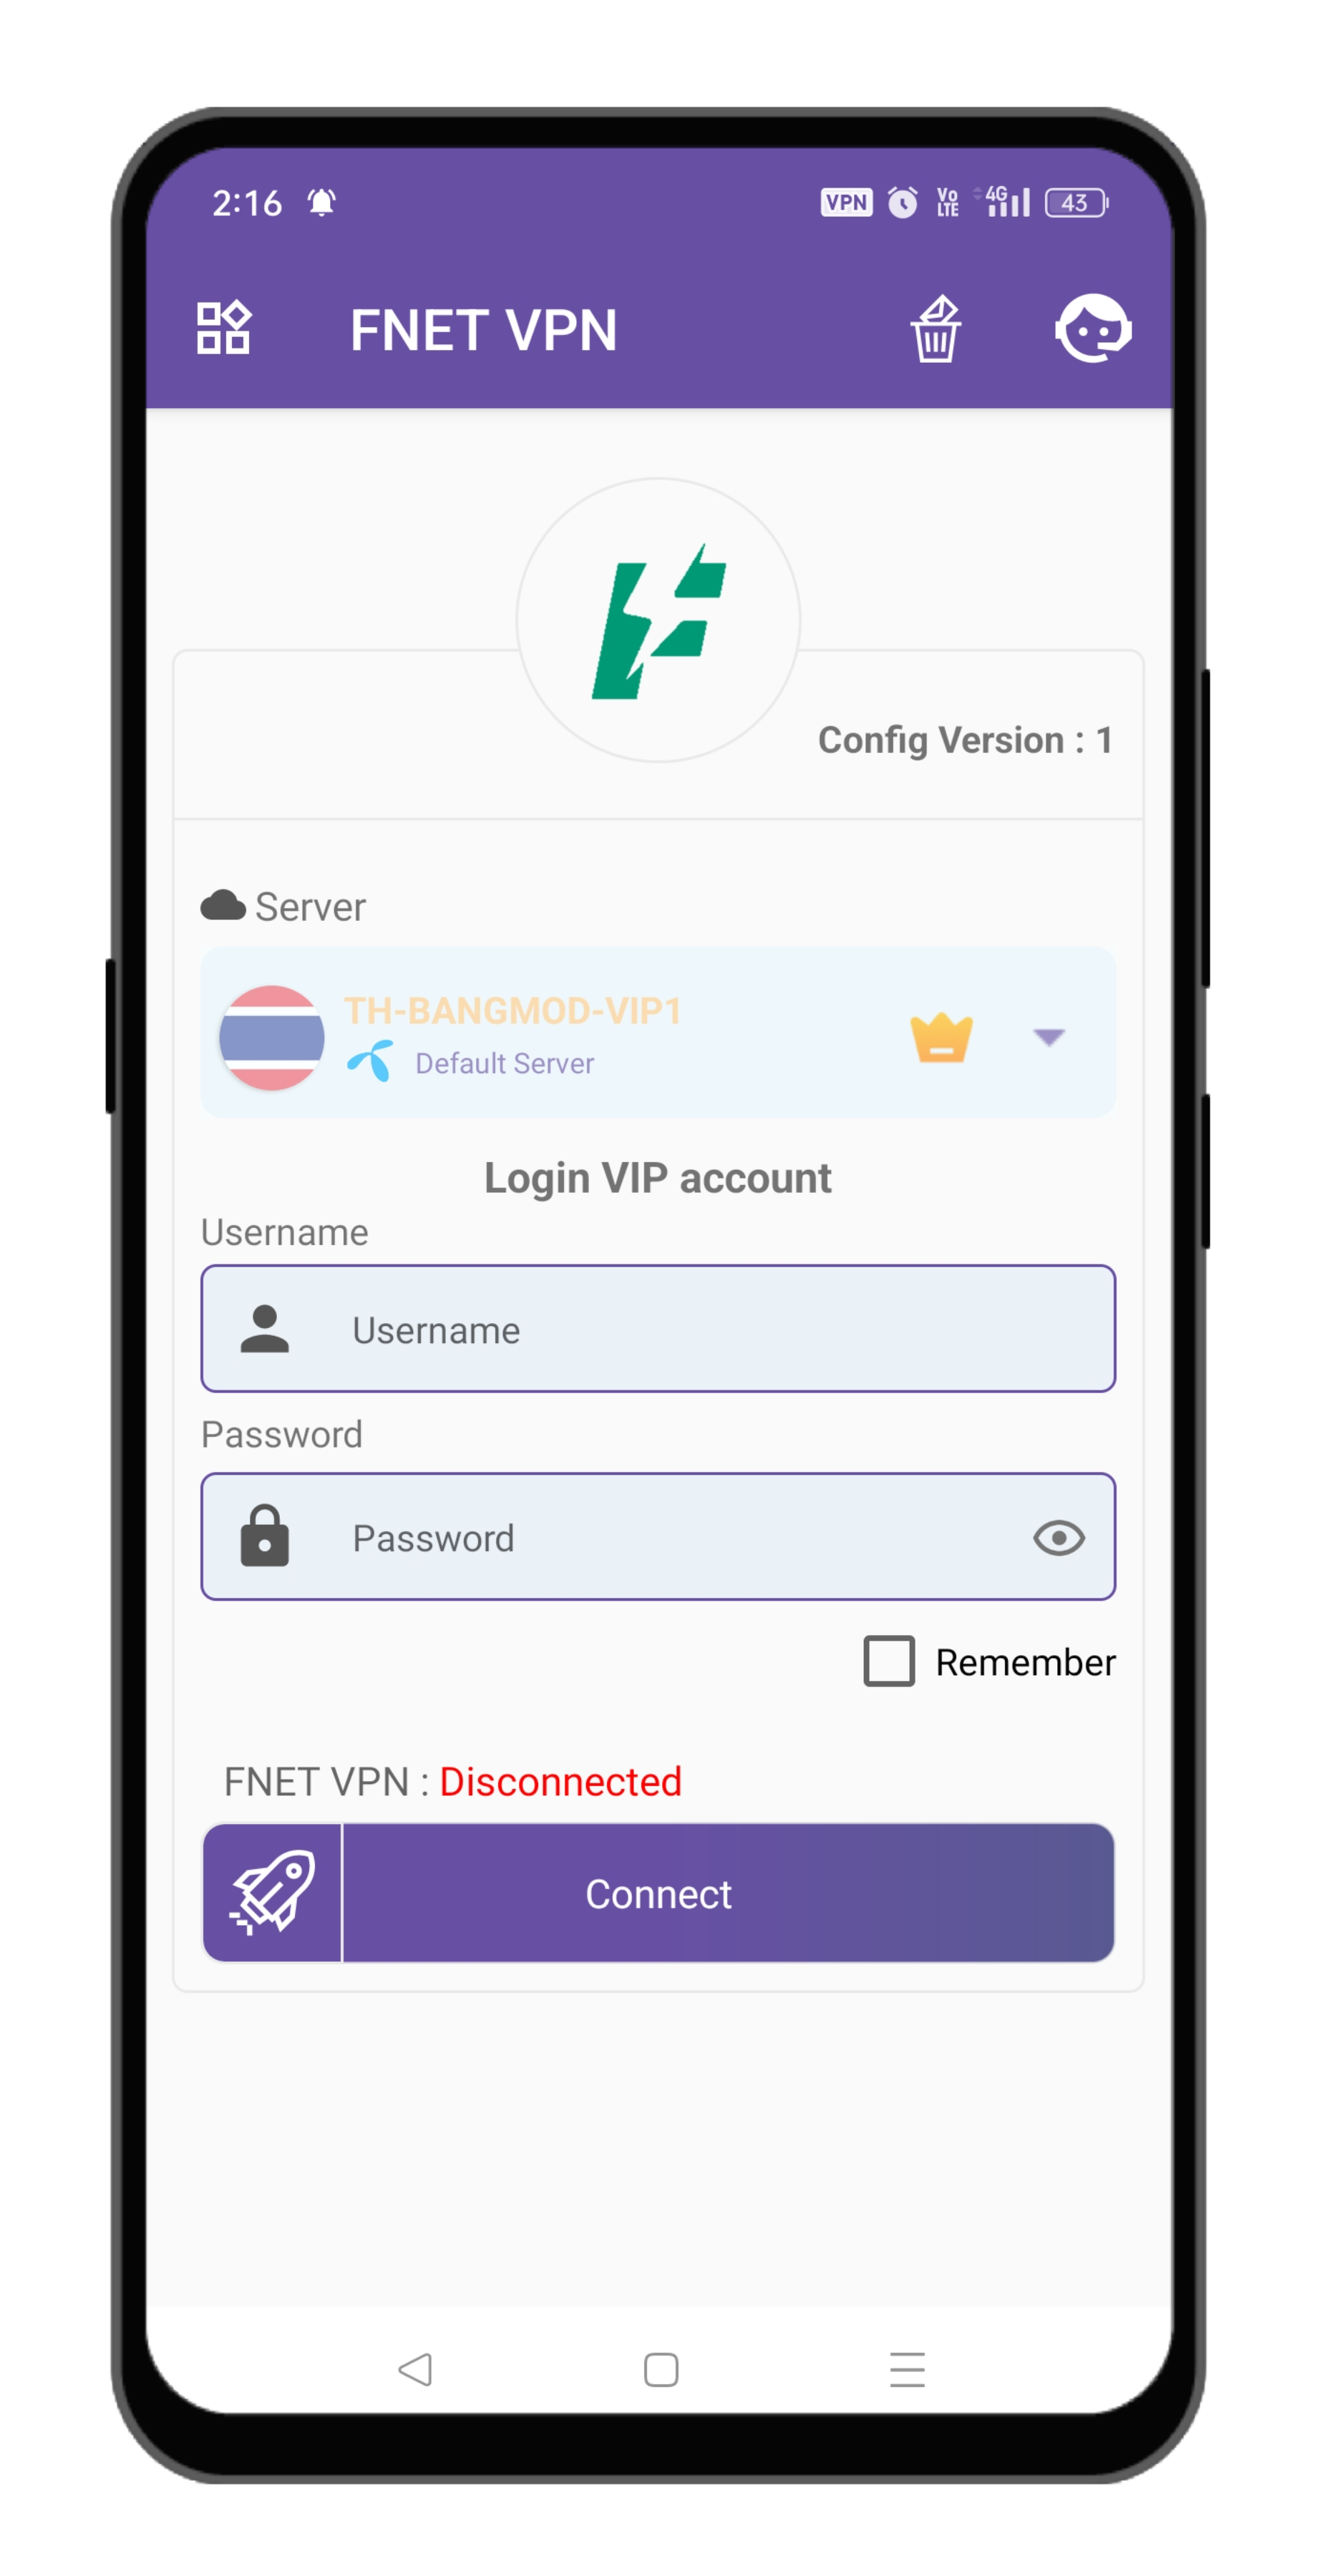 2:16 VPN Vo LTE 4G 43
FNET VPN
Config Version : 1
Server
TH-BANGMOD-VIP1
Default Server
Login VIP account
Username
Username
Password
Password
Remember
FNET VPN : Disconnected
Connect